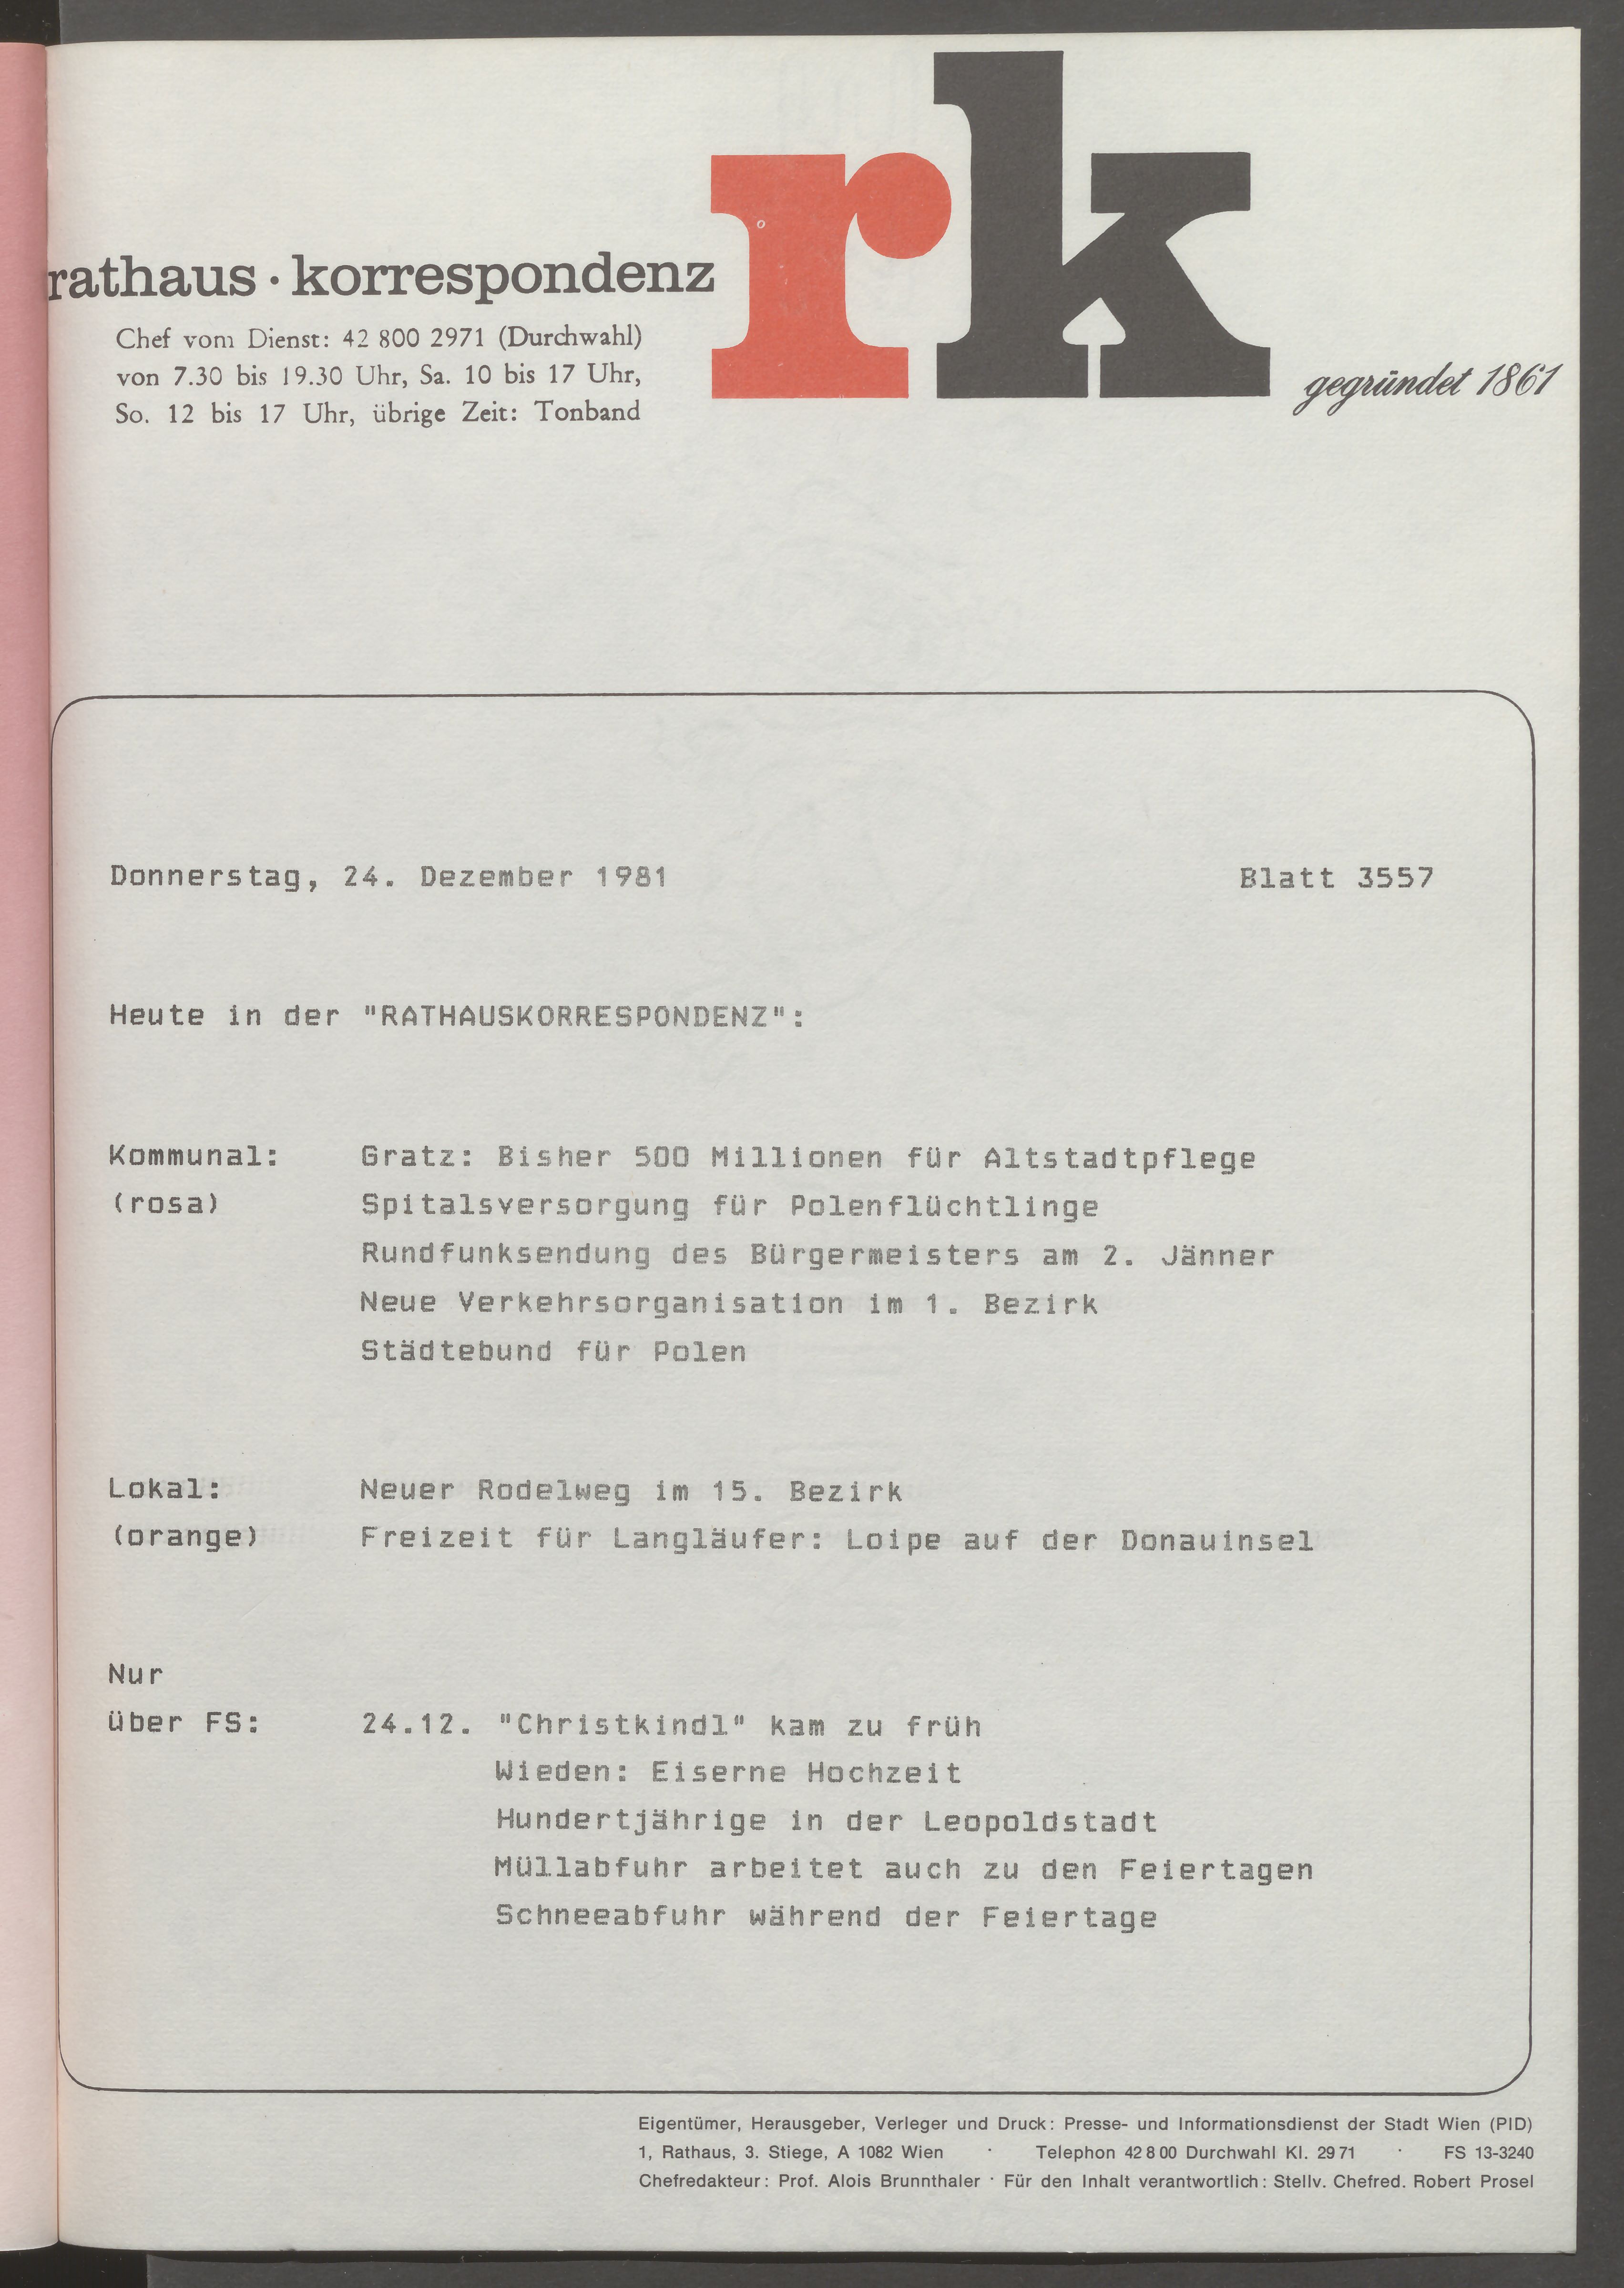 rk
rathaus · korrespondenz
Chef vom Dienst: 42 800 2971 (Durchwahl)
von 7.30 bis 19.30 Uhr, Sa. 10 bis 17 Uhr,
So. 12 bis 17 Uhr, übrige Zeit: Tonband
gegründet 1861
Donnerstag, 24. Dezember 1981 Blatt 3557
Heute in der "RATHAUSKORRESPONDENZ":
Kommunal: Gratz: Bisher 500 Millionen für Altstadtpflege
(rosa) Spitalsversorgung für Polenflüchtlinge
Rundfunksendung des Bürgermeisters am 2. Jänner
Neue Verkehrsorganisation im 1. Bezirk
Städtebund für Polen
Lokal: Neuer Rodelweg im 15. Bezirk
(orange) Freizeit für Langläufer: Loipe auf der Donauinsel
Nur
über FS: 24.12. "Christkindl" kam zu früh
Wieden: Eiserne Hochzeit
Hundertjährige in der Leopoldstadt
Müllabfuhr arbeitet auch zu den Feiertagen
Schneeabfuhr während der Feiertage
Eigentümer, Herausgeber, Verleger und Druck: Presse- und Informationsdienst der Stadt Wien (PID)
1, Rathaus, 3. Stiege, A 1082 Wien · Telephon 42 8 00 Durchwahl Kl. 29 71 · FS 13-3240
Chefredakteur: Prof. Alois Brunnthaler · Für den Inhalt verantwortlich: Stellv. Chefred. Robert Prosel